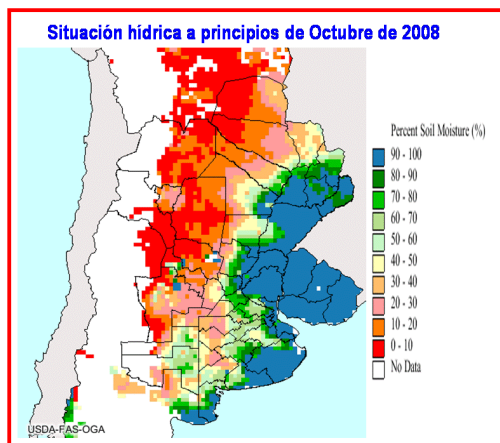 Situación hídrica a principios de Octubre de 2008
Percent Soil Moisture (%)
90 - 100
80 - 90
70 - 80
60 - 70
50 - 60
40 - 50
30 - 40
20 - 30
10 - 20
0 - 10
No Data
USDA-FAS-OGA